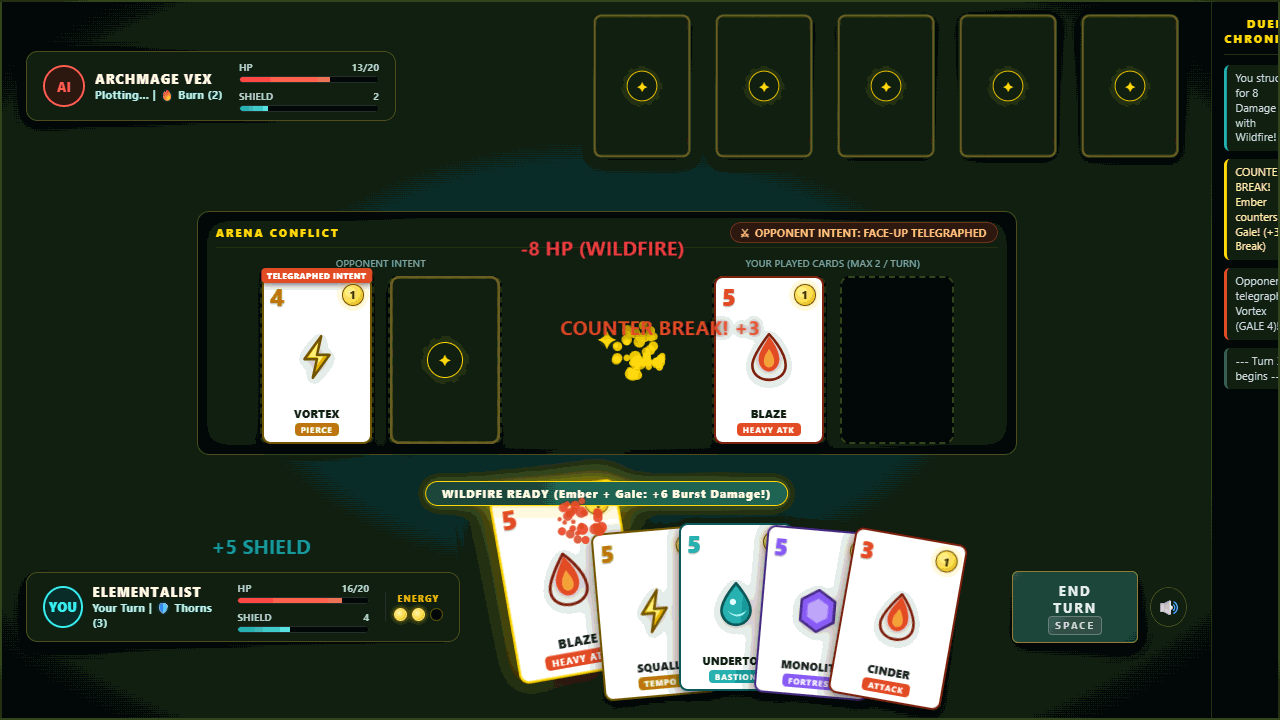 AI
ARCHMAGE VEX
Plotting... | Burn (2)
HP
13/20
SHIELD
2
DUEL
You struck
for 8
Damage
with
Wildfire!
COUNTER
BREAK!
Ember
counters
Gale! (+3
Break)
Opponent
Vortex
(GALE 4)
--- Turn
begins
ARENA CONFLICT
⚔ OPPONENT INTENT: FACE-UP TELEGRAPHED
-8 HP (WILDFIRE)
OPPONENT INTENT
YOUR PLAYED CARDS (MAX 2 / TURN)
TELEGRAPHED INTENT
4
1
VORTEX
PIERCE
COUNTER BREAK! +3
5
1
BLAZE
HEAVY ATK
WILDFIRE READY (Ember + Gale: +6 Burst Damage!)
+5 SHIELD
YOU
ELEMENTALIST
Your Turn | Thorns
(3)
HP
16/20
SHIELD
4
ENERGY
5
BLAZE
HEAVY AT
5
SQUALL
TEMPO
5
UNDERTO
BASTION
5
MONOLIT
FORTRES
3
1
CINDER
ATTACK
END
TURN
SPACE